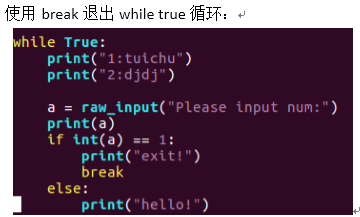 使用 break 退出 while true 循环：
while True:
    print("1:tuichu")
    print("2:djdj")
    a = raw_input("Please input num:")
    print(a)
    if int(a) == 1:
        print("exit!")
        break
    else:
        print("hello!")